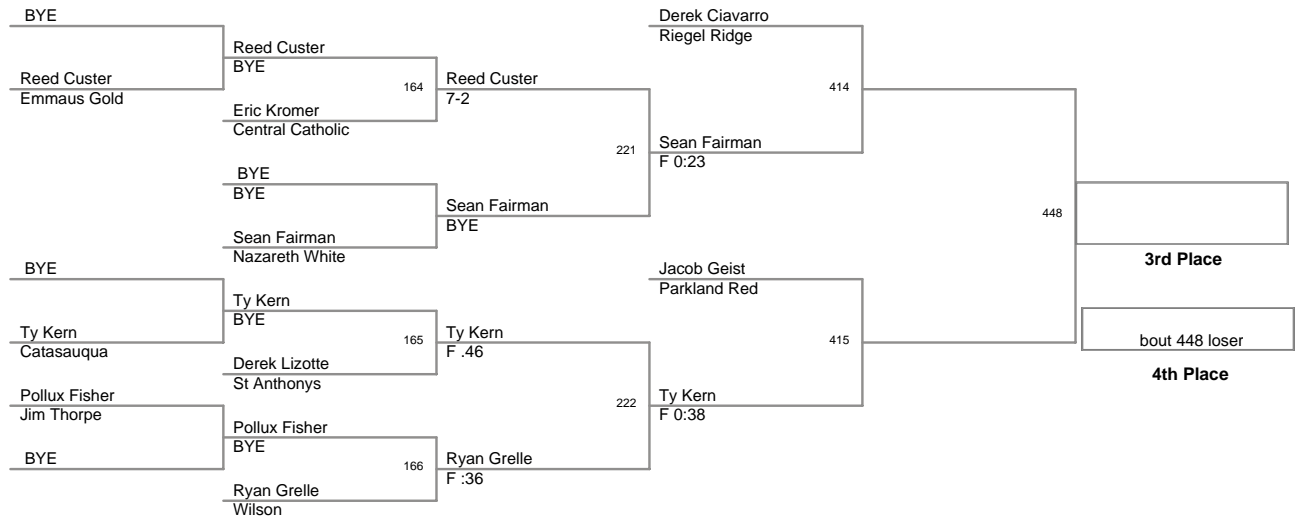 BYE
Derek Ciavarro
Riegel Ridge
Reed Custer
BYE
Reed Custer
Emmaus Gold
164
Reed Custer
7-2
414
Eric Kromer
Central Catholic
221
Sean Fairman
F 0:23
BYE
BYE
Sean Fairman
BYE
448
Sean Fairman
Nazareth White
3rd Place
BYE
Jacob Geist
Parkland Red
Ty Kern
BYE
Ty Kern
Catasauqua
165
Ty Kern
F .46
415
bout 448 loser
Derek Lizotte
St Anthonys
4th Place
Pollux Fisher
Jim Thorpe
222
Ty Kern
F 0:38
Pollux Fisher
BYE
BYE
166
Ryan Grelle
F :36
Ryan Grelle
Wilson